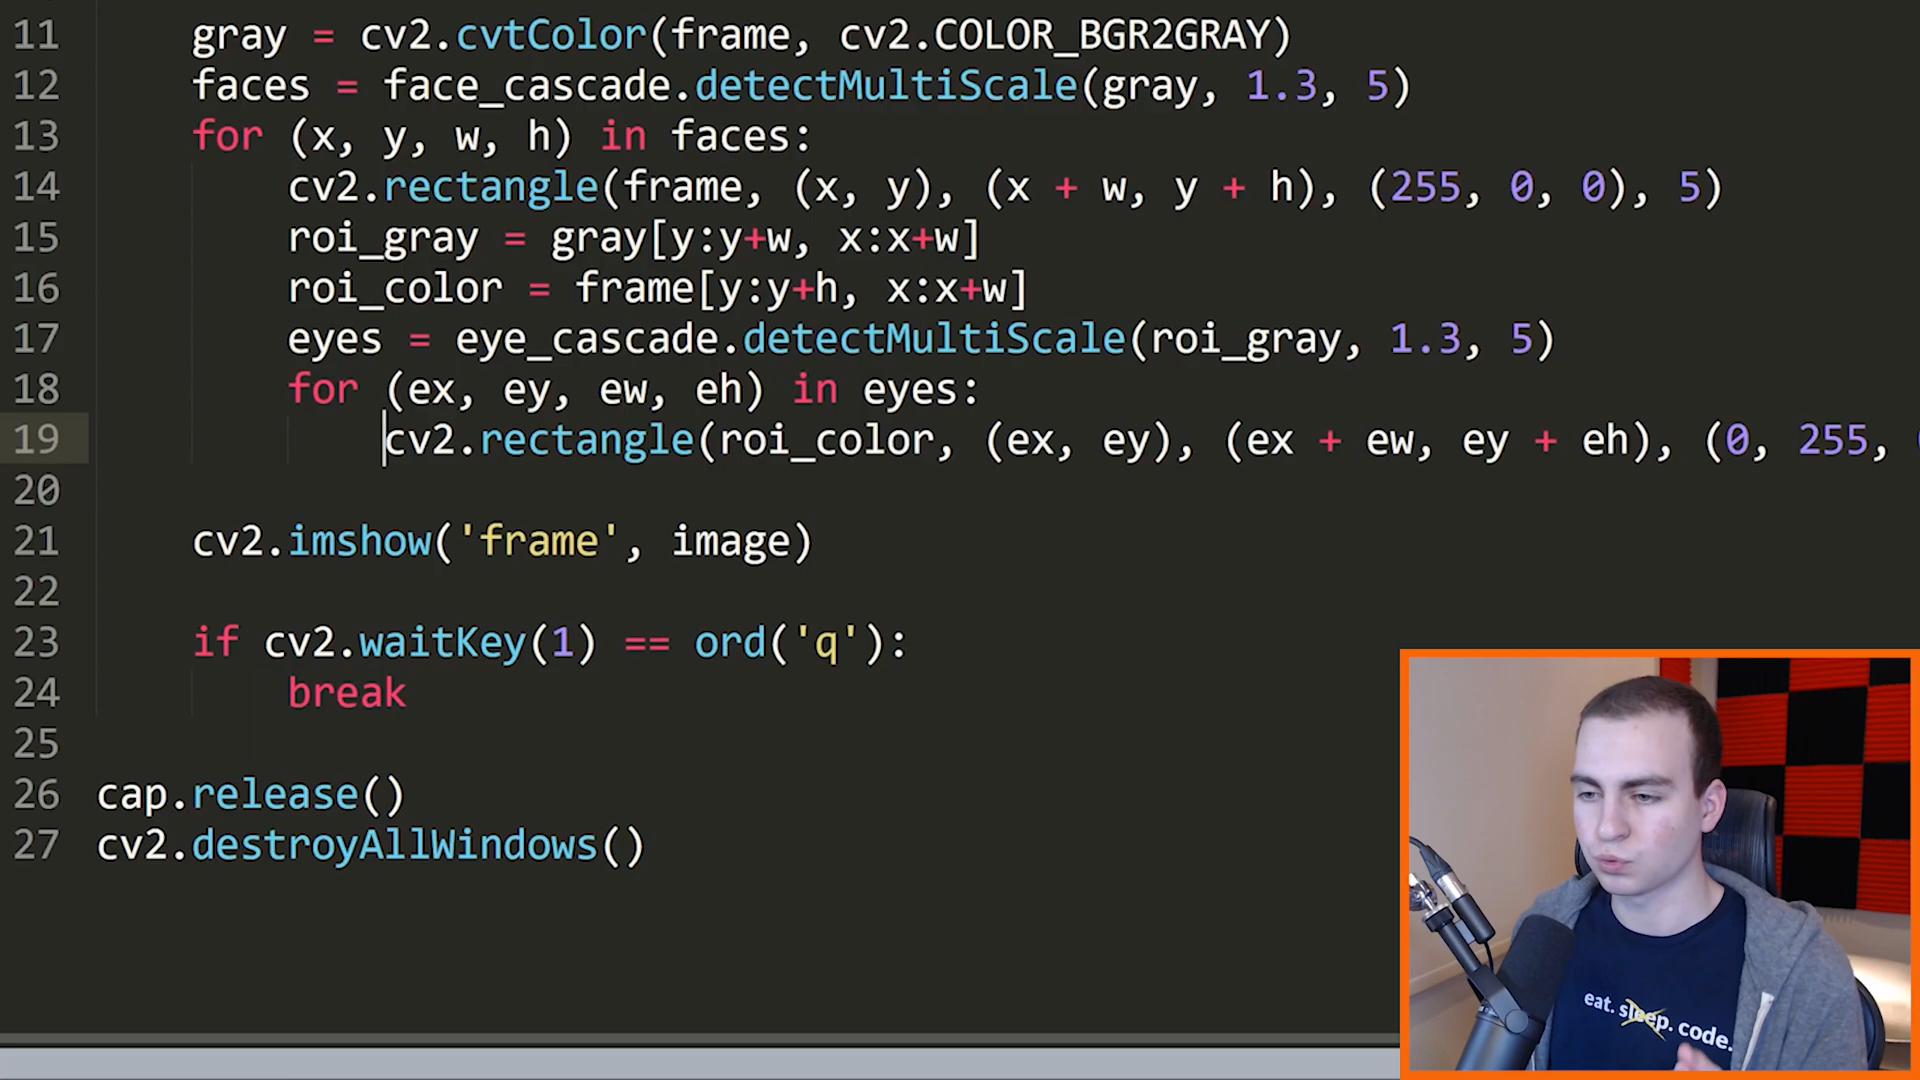 11 gray = cv2.cvtColor(frame, cv2.COLOR_BGR2GRAY)
12 faces = face_cascade.detectMultiScale(gray, 1.3, 5)
13 for (x, y, w, h) in faces:
14 cv2.rectangle(frame, (x, y), (x + w, y + h), (255, 0, 0), 5)
15 roi_gray = gray[y:y+w, x:x+w]
16 roi_color = frame[y:y+h, x:x+w]
17 eyes = eye_cascade.detectMultiScale(roi_gray, 1.3, 5)
18 for (ex, ey, ew, eh) in eyes:
19 cv2.rectangle(roi_color, (ex, ey), (ex + ew, ey + eh), (0, 255,
20
21 cv2.imshow('frame', image)
22
23 if cv2.waitKey(1) == ord('q'):
24 break
25
26 cap.release()
27 cv2.destroyAllWindows()
eat. sleep. code.